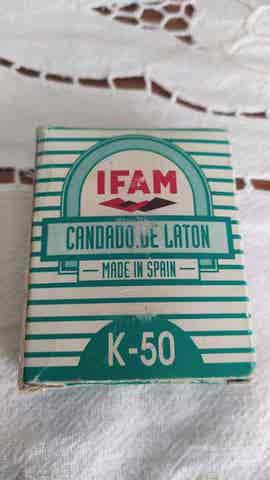 IFAM
CANDADO DE LATON
MADE IN SPAIN
K-50